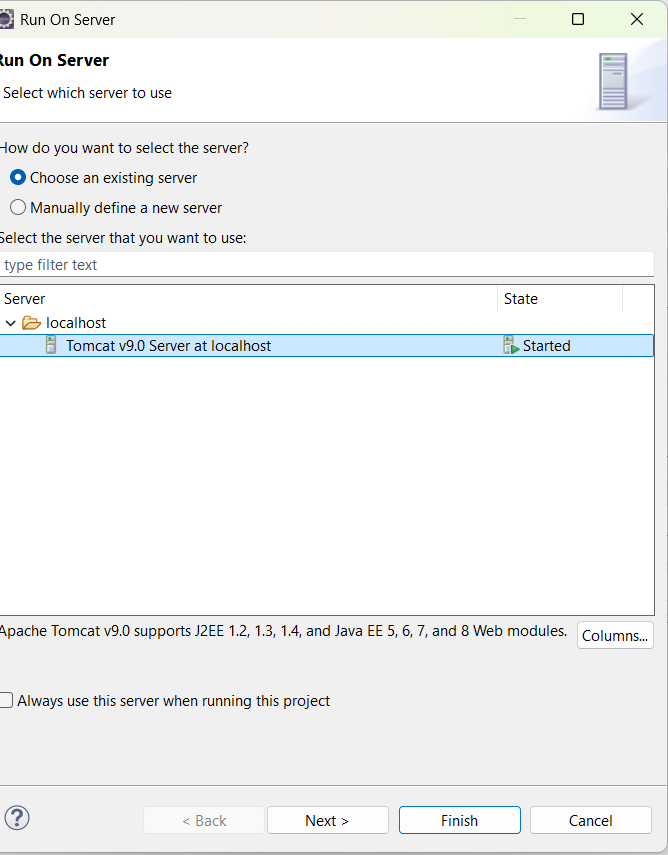 Run On Server
Run On Server
Select which server to use
How do you want to select the server?
Choose an existing server
Manually define a new server
Select the server that you want to use:
type filter text
Server State
localhost
Tomcat v9.0 Server at localhost Started
Apache Tomcat v9.0 supports J2EE 1.2, 1.3, 1.4, and Java EE 5, 6, 7, and 8 Web modules.
Columns...
Always use this server when running this project
? < Back Next > Finish Cancel